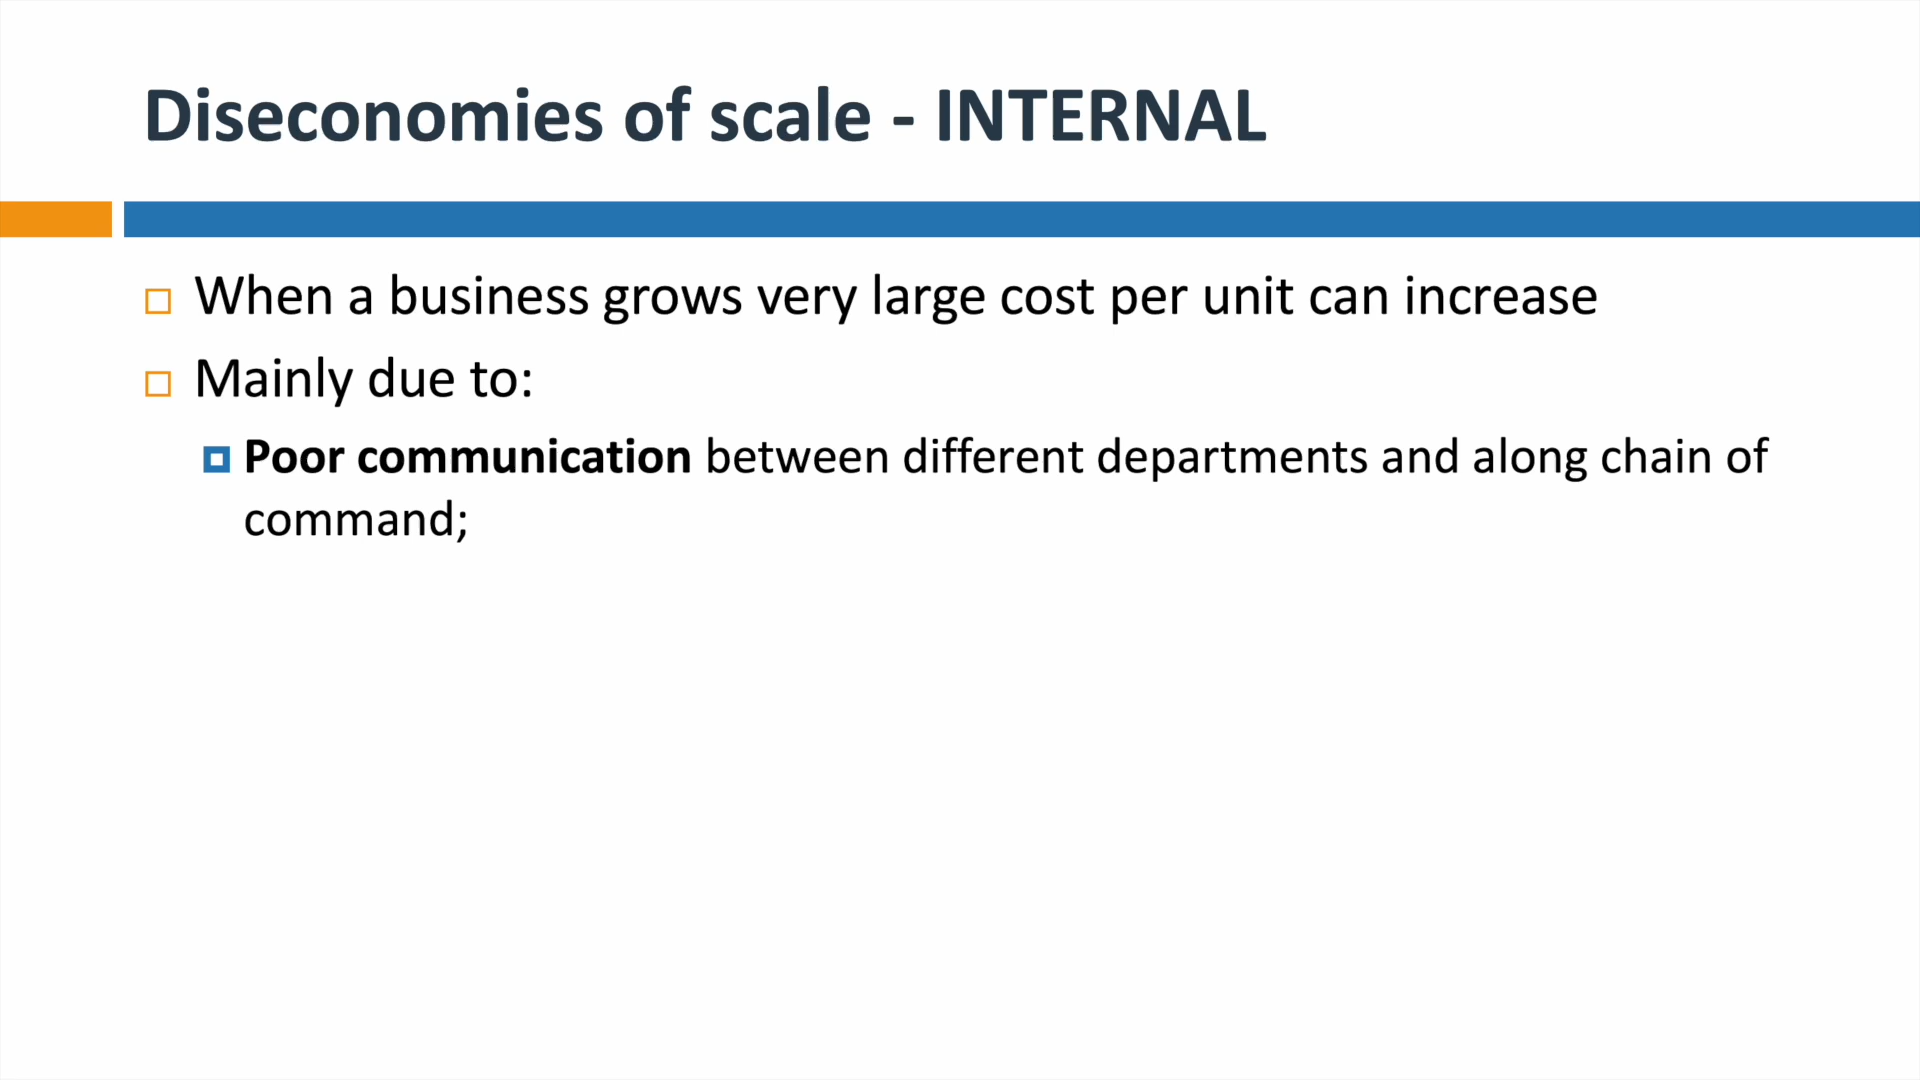 Diseconomies of scale - INTERNAL
When a business grows very large cost per unit can increase
Mainly due to:
Poor communication between different departments and along chain of
command;